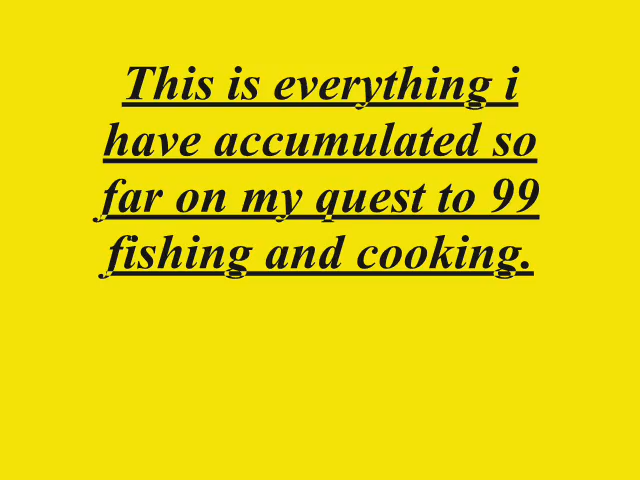 This is everything i
have accumulated so
far on my quest to 99
fishing and cooking.